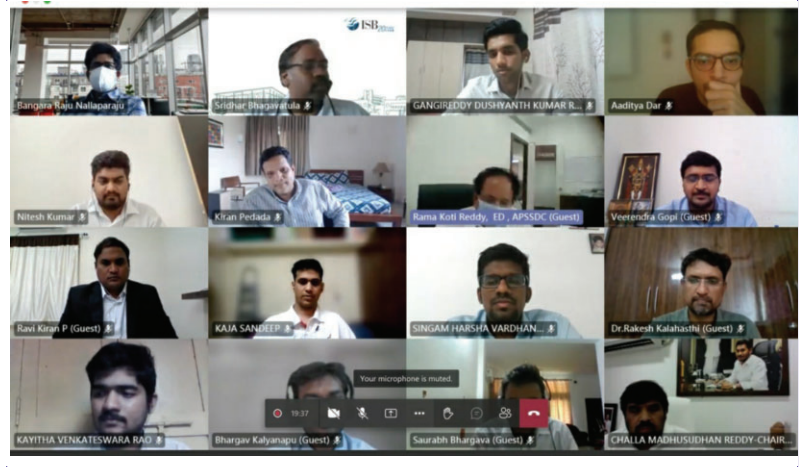 ISB
Bangara Raju Nallaparaju
Sridhar Bhagavatula
GANGIREDDY DUSHYANTH KUMAR R...
Aaditya Dar
Nitesh Kumar
Kiran Pedada
Rama Koti Reddy, ED , APSSDC (Guest)
Veerendra Gopi (Guest)
Ravi Kiran P (Guest)
KAJA SANDEEP
SINGAM HARSHA VARDHAN...
Dr.Rakesh Kalahasthi (Guest)
Your microphone is muted.
19:37
KAYITHA VENKATESWARA RAO
Bhargav Kalyanapu (Guest)
Saurabh Bhargava (Guest)
CHALLA MADHUSUDHAN REDDY-CHAIR...